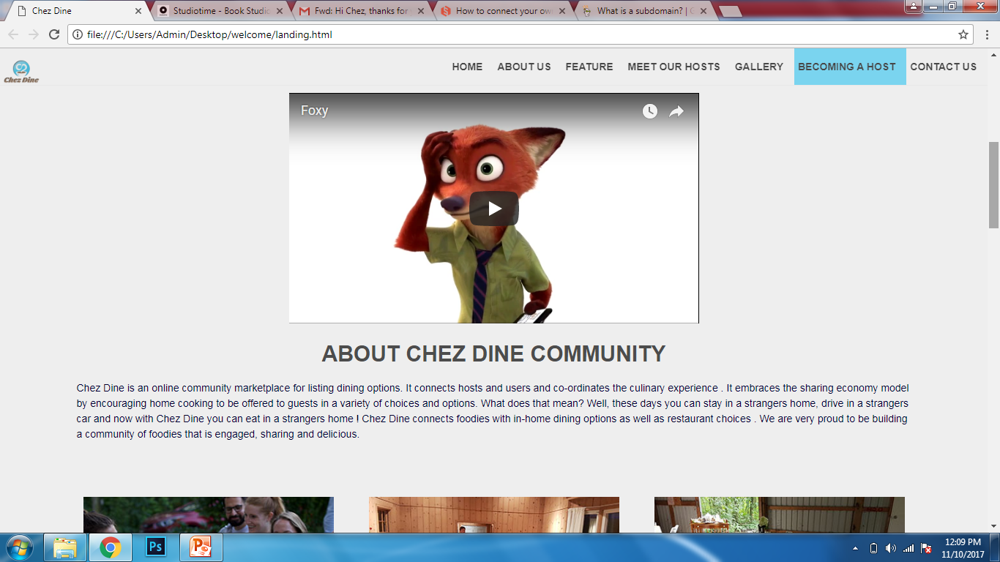 Chez Dine
Studiotime - Book Studio
Fwd: Hi Chez, thanks for
How to connect your own
What is a subdomain? |
file:///C:/Users/Admin/Desktop/welcome/landing.html
Chez Dine
HOME ABOUT US FEATURE MEET OUR HOSTS GALLERY BECOMING A HOST CONTACT US
Foxy
ABOUT CHEZ DINE COMMUNITY
Chez Dine is an online community marketplace for listing dining options. It connects hosts and users and co-ordinates the culinary experience . It embraces the sharing economy model
by encouraging home cooking to be offered to guests in a variety of choices and options. What does that mean? Well, these days you can stay in a strangers home, drive in a strangers
car and now with Chez Dine you can eat in a strangers home ! Chez Dine connects foodies with in-home dining options as well as restaurant choices . We are very proud to be building
a community of foodies that is engaged, sharing and delicious.
Ps
P
12:09 PM
11/10/2017